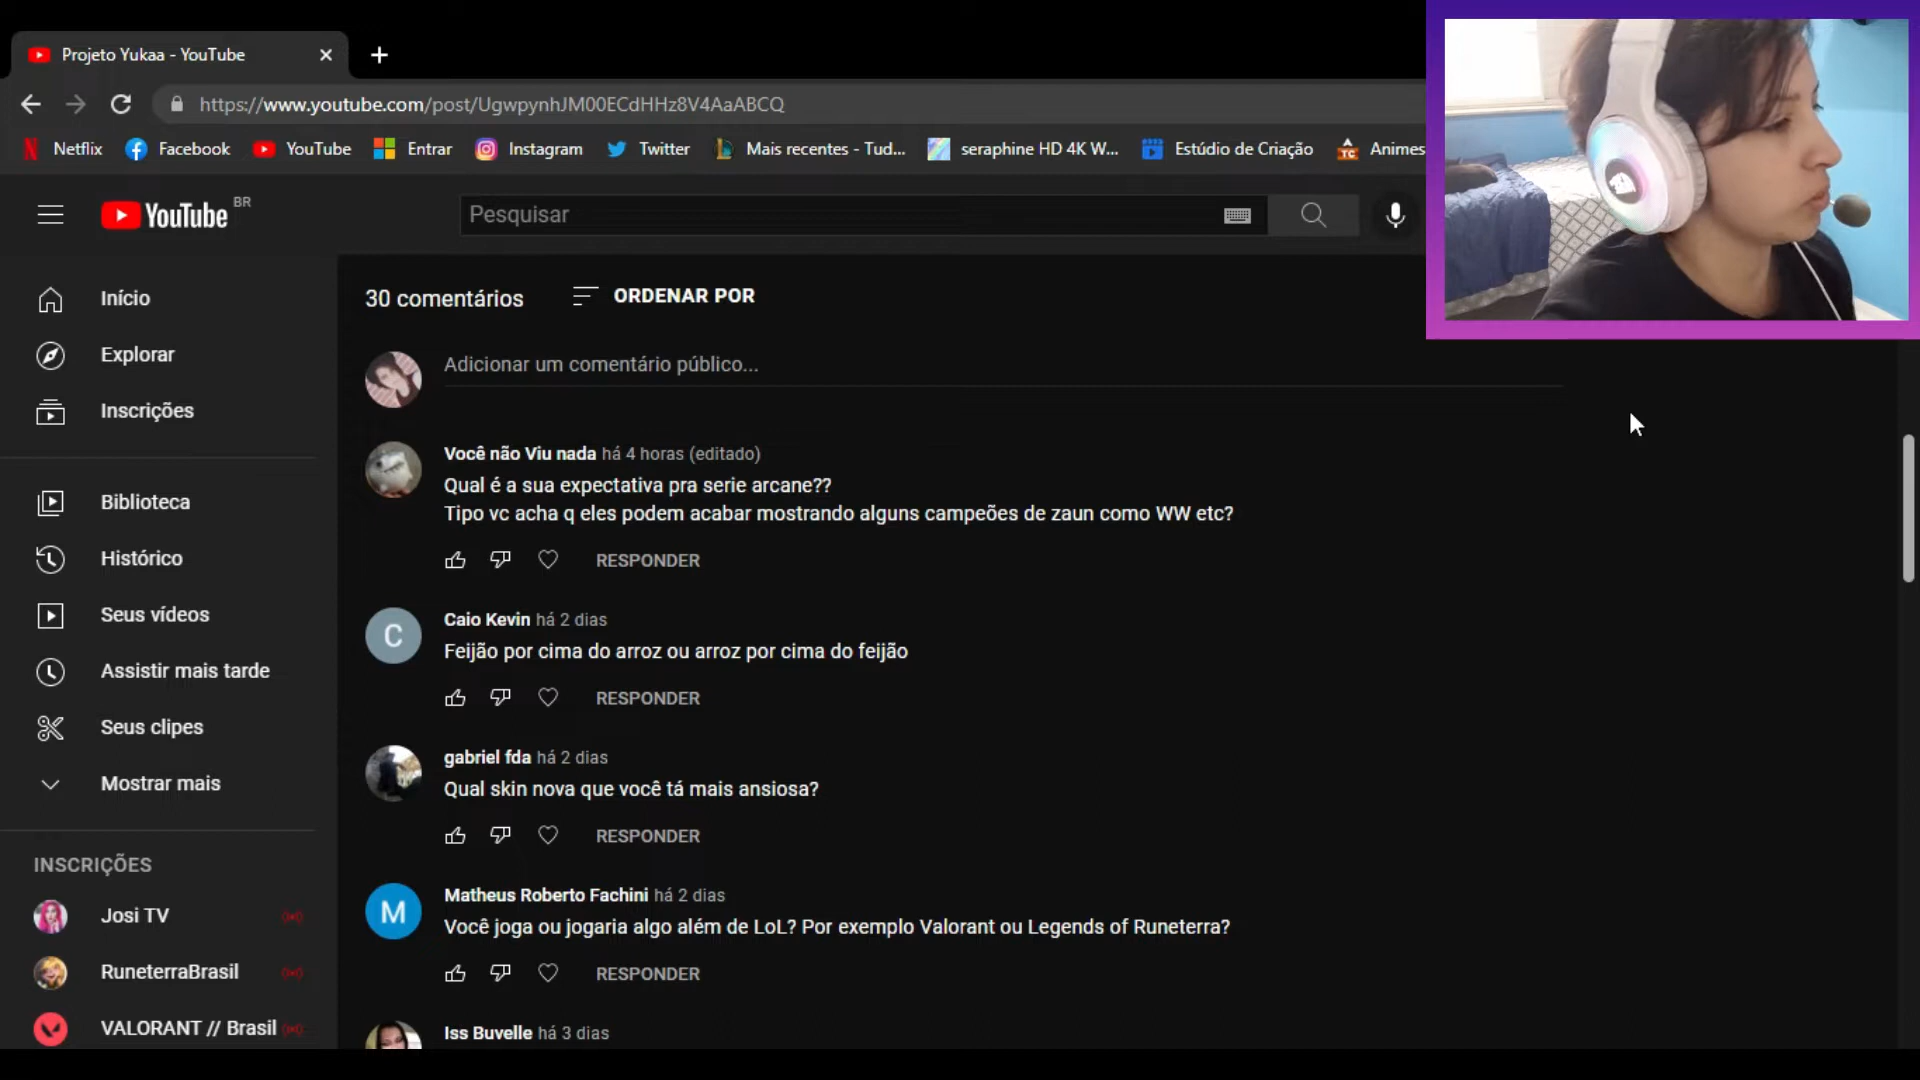 Projeto Yukaa - YouTube
https://www.youtube.com/post/UgwpynhJM00ECdHHz8V4AaABCQ
Netflix Facebook YouTube Entrar Instagram Twitter Mais recentes - Tud... seraphine HD 4K W... Estúdio de Criação Animes
YouTube BR
Pesquisar
Início
Explorar
Inscrições
Biblioteca
Histórico
Seus vídeos
Assistir mais tarde
Seus clipes
Mostrar mais
INSCRIÇÕES
Josi TV
RuneterraBrasil
VALORANT // Brasil
30 comentários ORDENAR POR
Adicionar um comentário público...
Você não Viu nada há 4 horas (editado)
Qual é a sua expectativa pra serie arcane??
Tipo vc acha q eles podem acabar mostrando alguns campeões de zaun como WW etc?
RESPONDER
C
Caio Kevin há 2 dias
Feijão por cima do arroz ou arroz por cima do feijão
RESPONDER
gabriel fda há 2 dias
Qual skin nova que você tá mais ansiosa?
RESPONDER
M
Matheus Roberto Fachini há 2 dias
Você joga ou jogaria algo além de LoL? Por exemplo Valorant ou Legends of Runeterra?
RESPONDER
Iss Buvelle há 3 dias